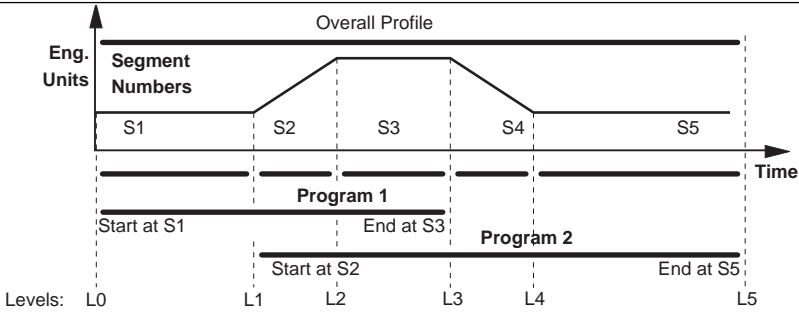 Overall Profile
Eng.
Units
Segment
Numbers
S1 S2 S3 S4 S5
Time
Program 1
Start at S1 End at S3
Program 2
Start at S2 End at S5
Levels: L0 L1 L2 L3 L4 L5